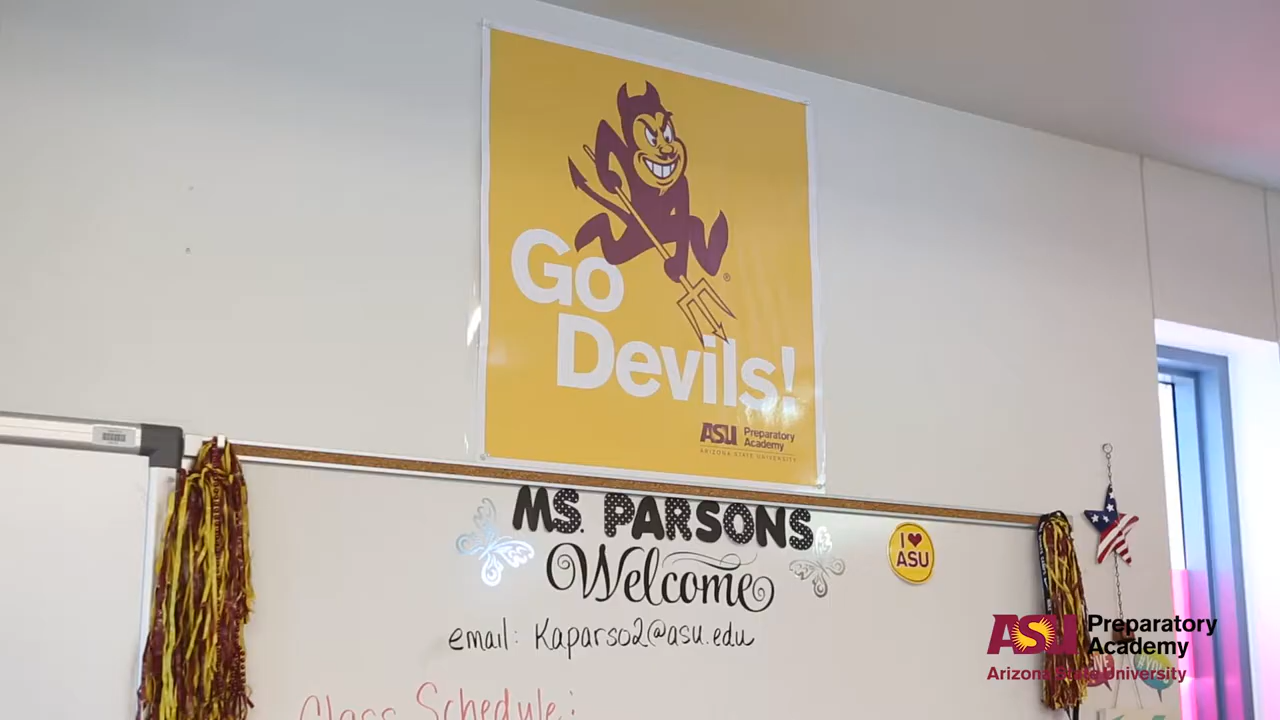 Go
Devils!
ASU Preparatory
Academy
ARIZONA STATE UNIVERSITY
MS. PARSONS
Welcome
I ♥
ASU
email: Kaparso2@asu.edu
Class Schedule:
ASU Preparatory
Academy
Arizona State University